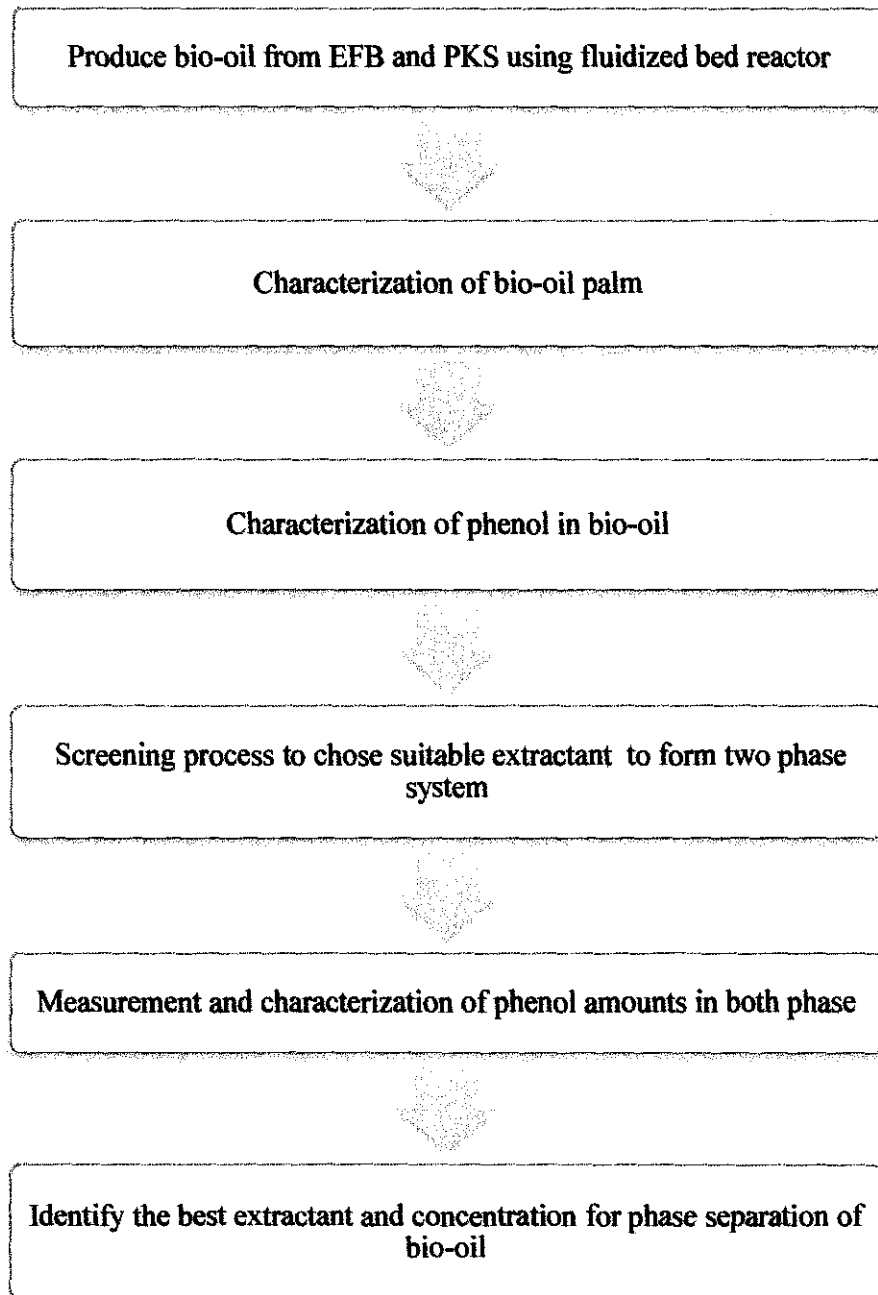 Produce bio-oil from EFB and PKS using fluidized bed reactor
Characterization of bio-oil palm
Characterization of phenol in bio-oil
Screening process to chose suitable extractant to form two phase
system
Measurement and characterization of phenol amounts in both phase
Identify the best extractant and concentration for phase separation of
bio-oil